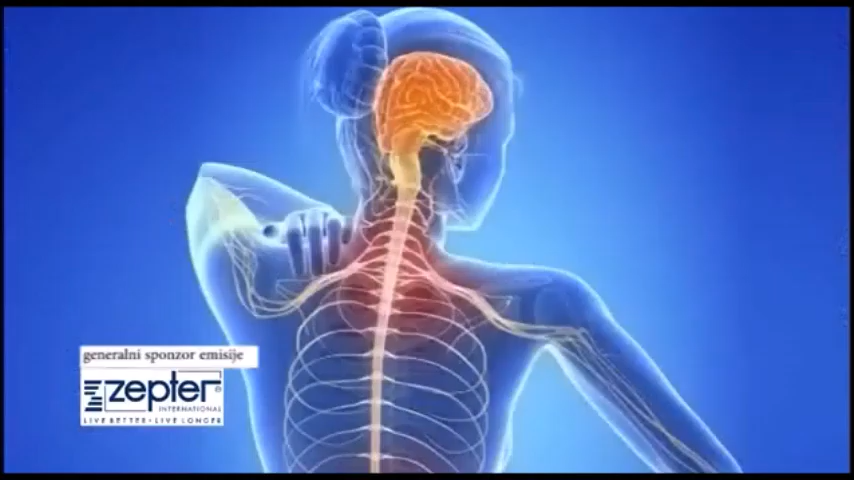 generalni sponzor emisije
zepter®
INTERNATIONAL
LIVE BETTER • LIVE LONGER